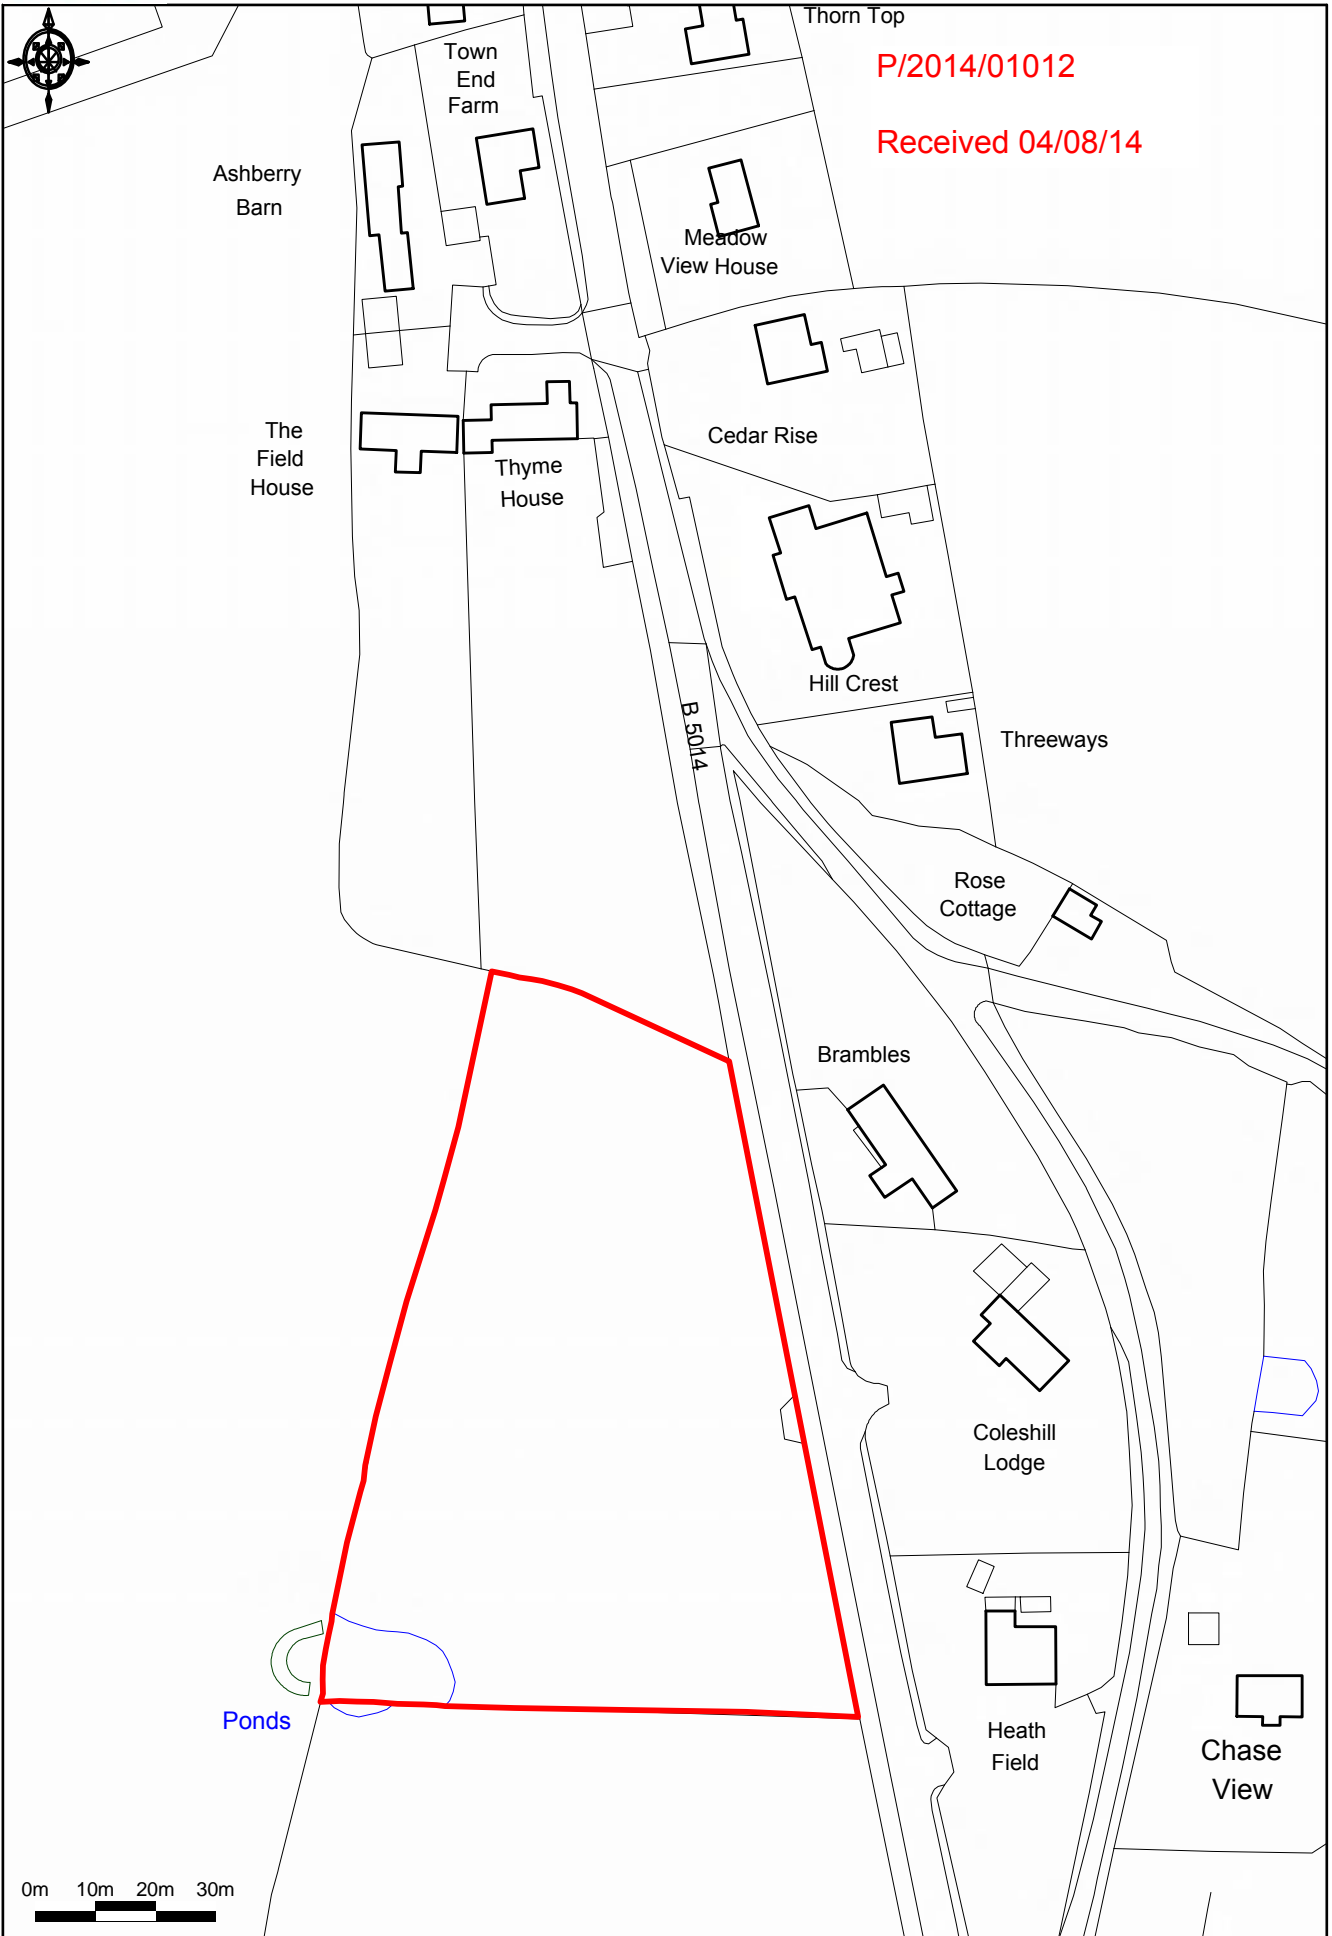 Thorn Top
P/2014/01012
Received 04/08/14
Town
End
Farm
Ashberry
Barn
Meadow
View House
Cedar Rise
The
Field
House
Thyme
House
Hill Crest
B 5014
Threeways
Rose
Cottage
Brambles
Coleshill
Lodge
Ponds
Heath
Field
Chase
View
0m 10m 20m 30m